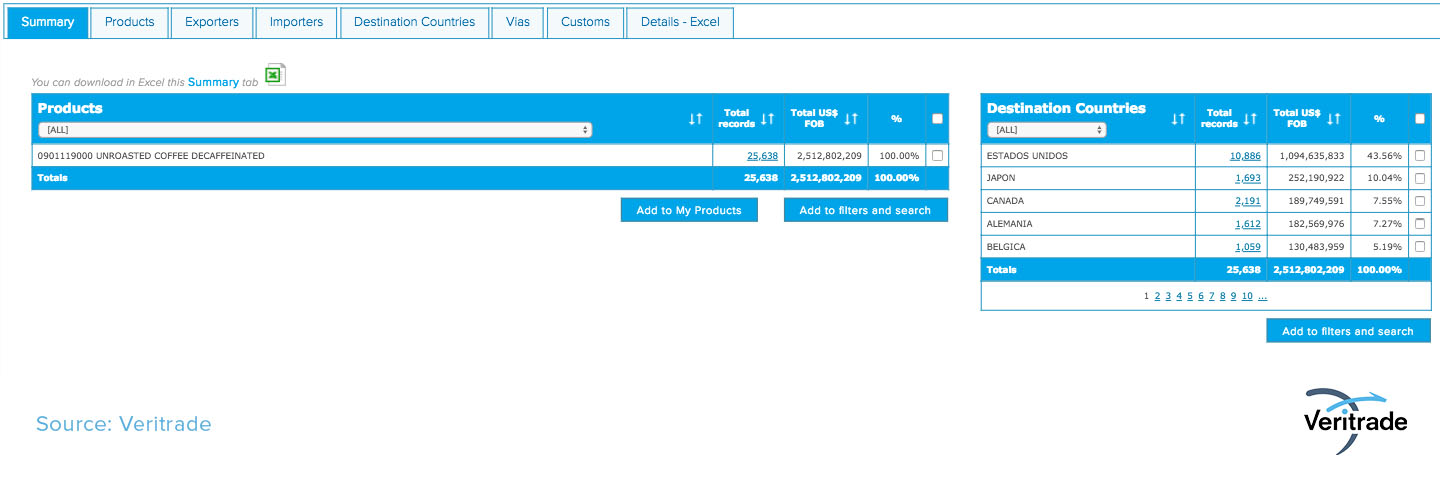 Summary Products Exporters Importers Destination Countries Vias Customs Details - Excel
You can download in Excel this Summary tab
Products Total records Total US$ FOB %
[ALL]
0901119000 UNROASTED COFFEE DECAFFEINATED 25,638 2,512,802,209 100.00%
Totals 25,638 2,512,802,209 100.00%
Add to My Products Add to filters and search
Destination Countries Total records Total US$ FOB %
[ALL]
ESTADOS UNIDOS 10,886 1,094,635,833 43.56%
JAPON 1,693 252,190,922 10.04%
CANADA 2,191 189,749,591 7.55%
ALEMANIA 1,612 182,569,976 7.27%
BELGICA 1,059 130,483,959 5.19%
Totals 25,638 2,512,802,209 100.00%
1 2 3 4 5 6 7 8 9 10 ...
Add to filters and search
Source: Veritrade
Veritrade